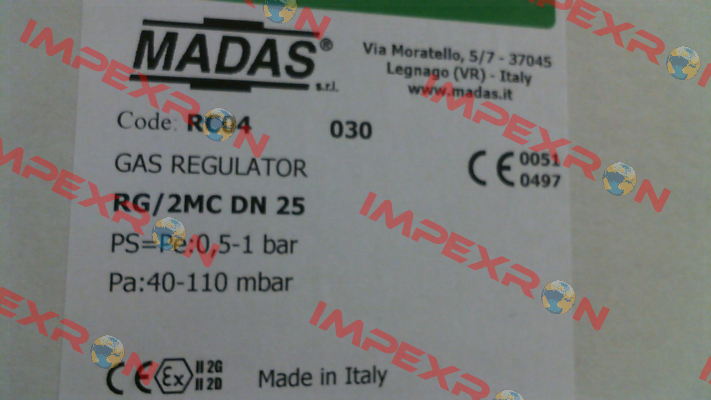 MADAS®
s.r.l.
Via Moratello, 5/7 - 37045
Legnago (VR) - Italy
www.madas.it
Code: RC04 030
GAS REGULATOR
RG/2MC DN 25
PS=Pe:0,5-1 bar
Pa:40-110 mbar
CE 0051
0497
CE Ex II 2G
II 2D
Made in Italy
IMPEXRON
IMPEXRON
IMPEXRON
IMPEXRON
IMPEXRON
IMPEXRON
IMPEXRON